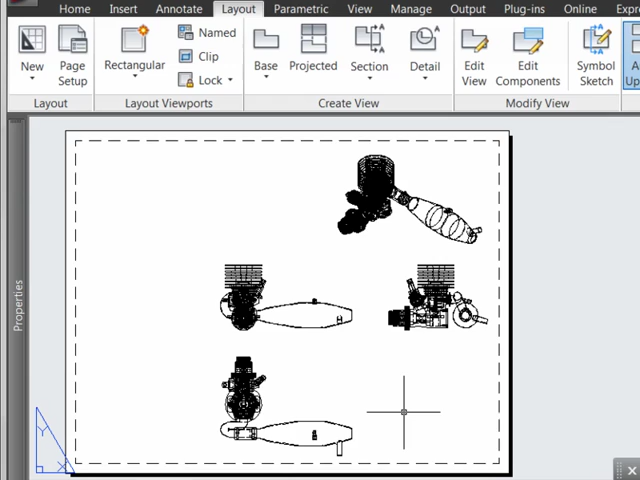 Home Insert Annotate Layout Parametric View Manage Output Plug-ins Online
New
Page
Setup
Rectangular
Named
Clip
Lock
Base
Projected
Section
Detail
Edit
View
Edit
Components
Symbol
Sketch
Layout
Layout Viewports
Create View
Modify View
Properties
Y
X